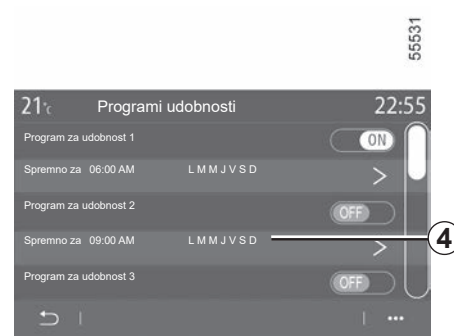 55531
21°c Programi udobnosti 22:55
Program za udobnost 1 ON
Spremno za 06:00 AM L M M J V S D >
Program za udobnost 2 OFF
Spremno za 09:00 AM L M M J V S D >
4
Program za udobnost 3 OFF